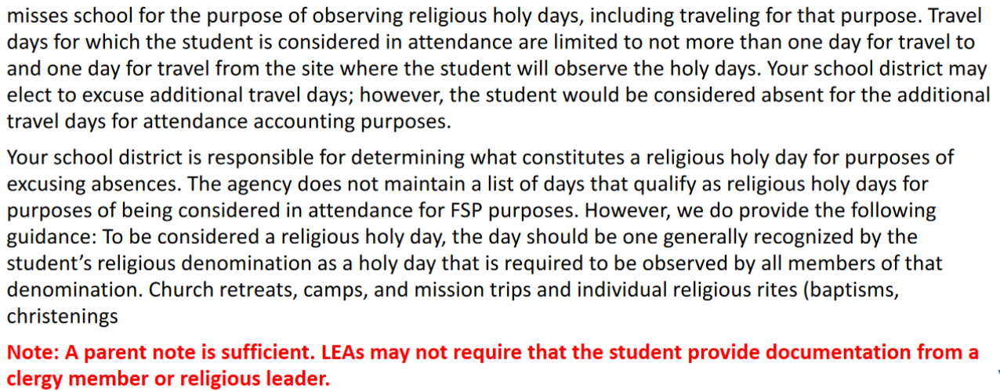 misses school for the purpose of observing religious holy days, including traveling for that purpose. Travel
days for which the student is considered in attendance are limited to not more than one day for travel to
and one day for travel from the site where the student will observe the holy days. Your school district may
elect to excuse additional travel days; however, the student would be considered absent for the additional
travel days for attendance accounting purposes.
Your school district is responsible for determining what constitutes a religious holy day for purposes of
excusing absences. The agency does not maintain a list of days that qualify as religious holy days for
purposes of being considered in attendance for FSP purposes. However, we do provide the following
guidance: To be considered a religious holy day, the day should be one generally recognized by the
student’s religious denomination as a holy day that is required to be observed by all members of that
denomination. Church retreats, camps, and mission trips and individual religious rites (baptisms,
christenings
Note: A parent note is sufficient. LEAs may not require that the student provide documentation from a
clergy member or religious leader.